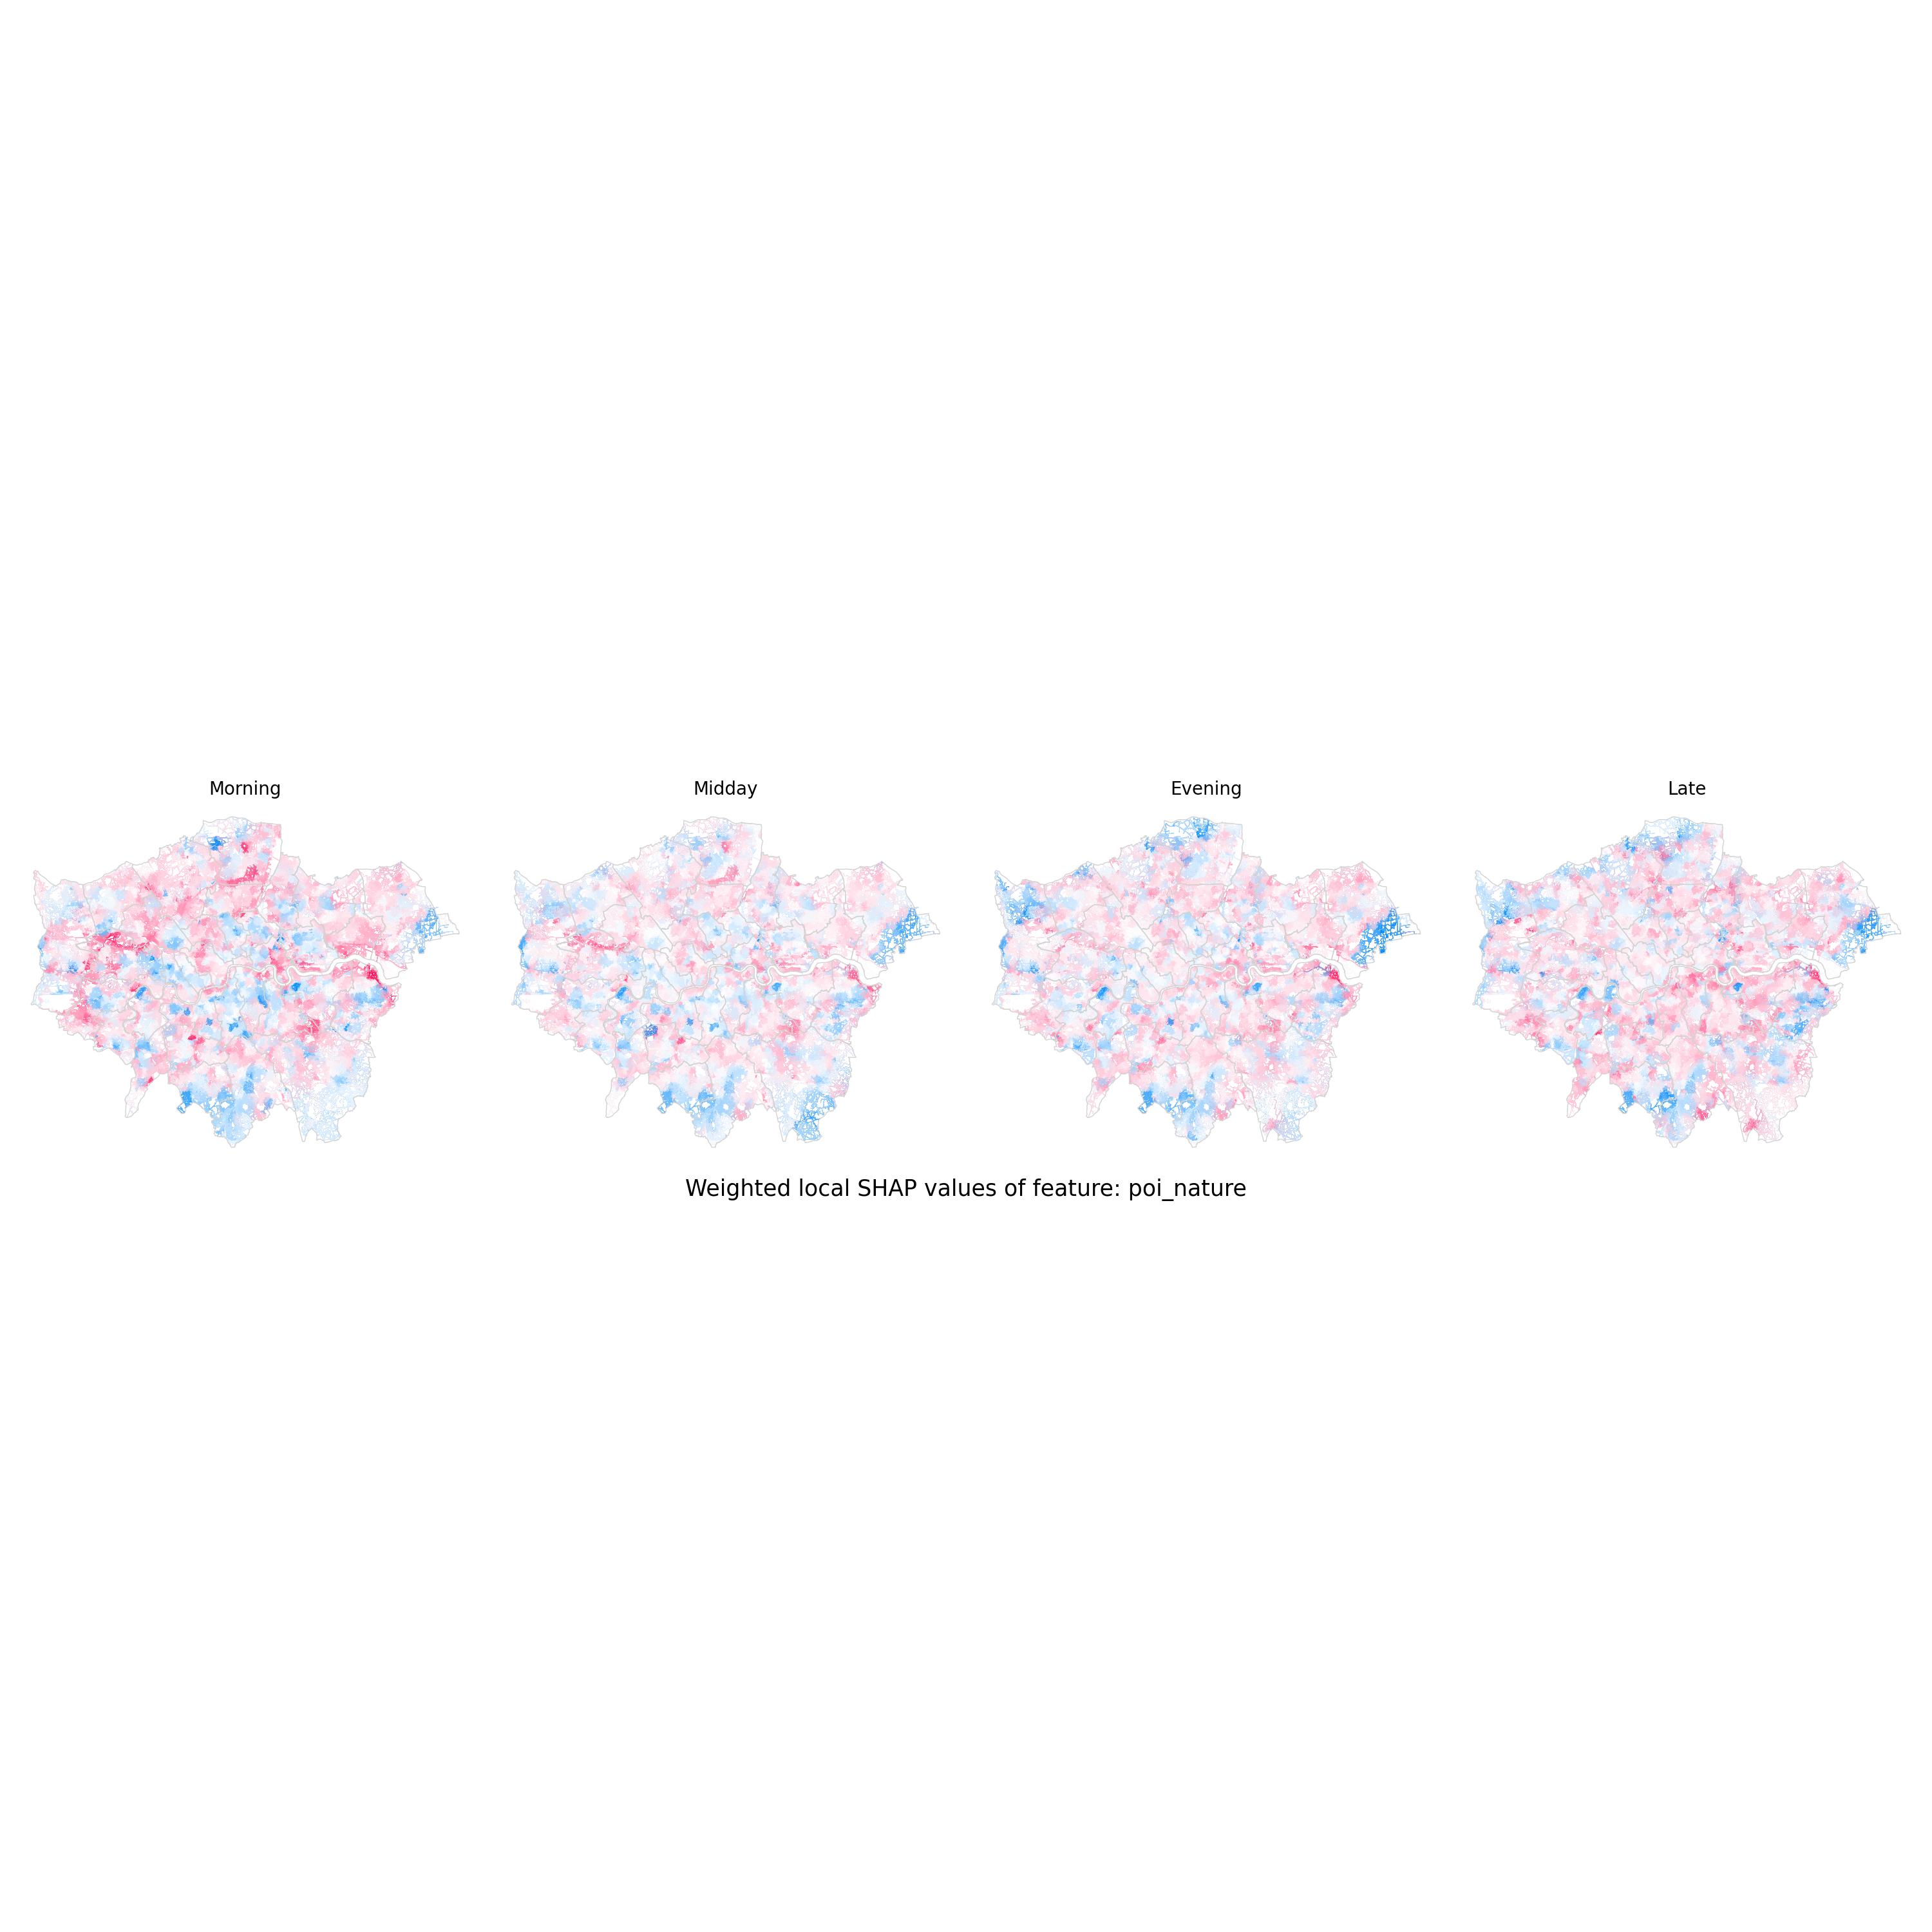 Morning
Midday
Evening
Late
Weighted local SHAP values of feature: poi_nature